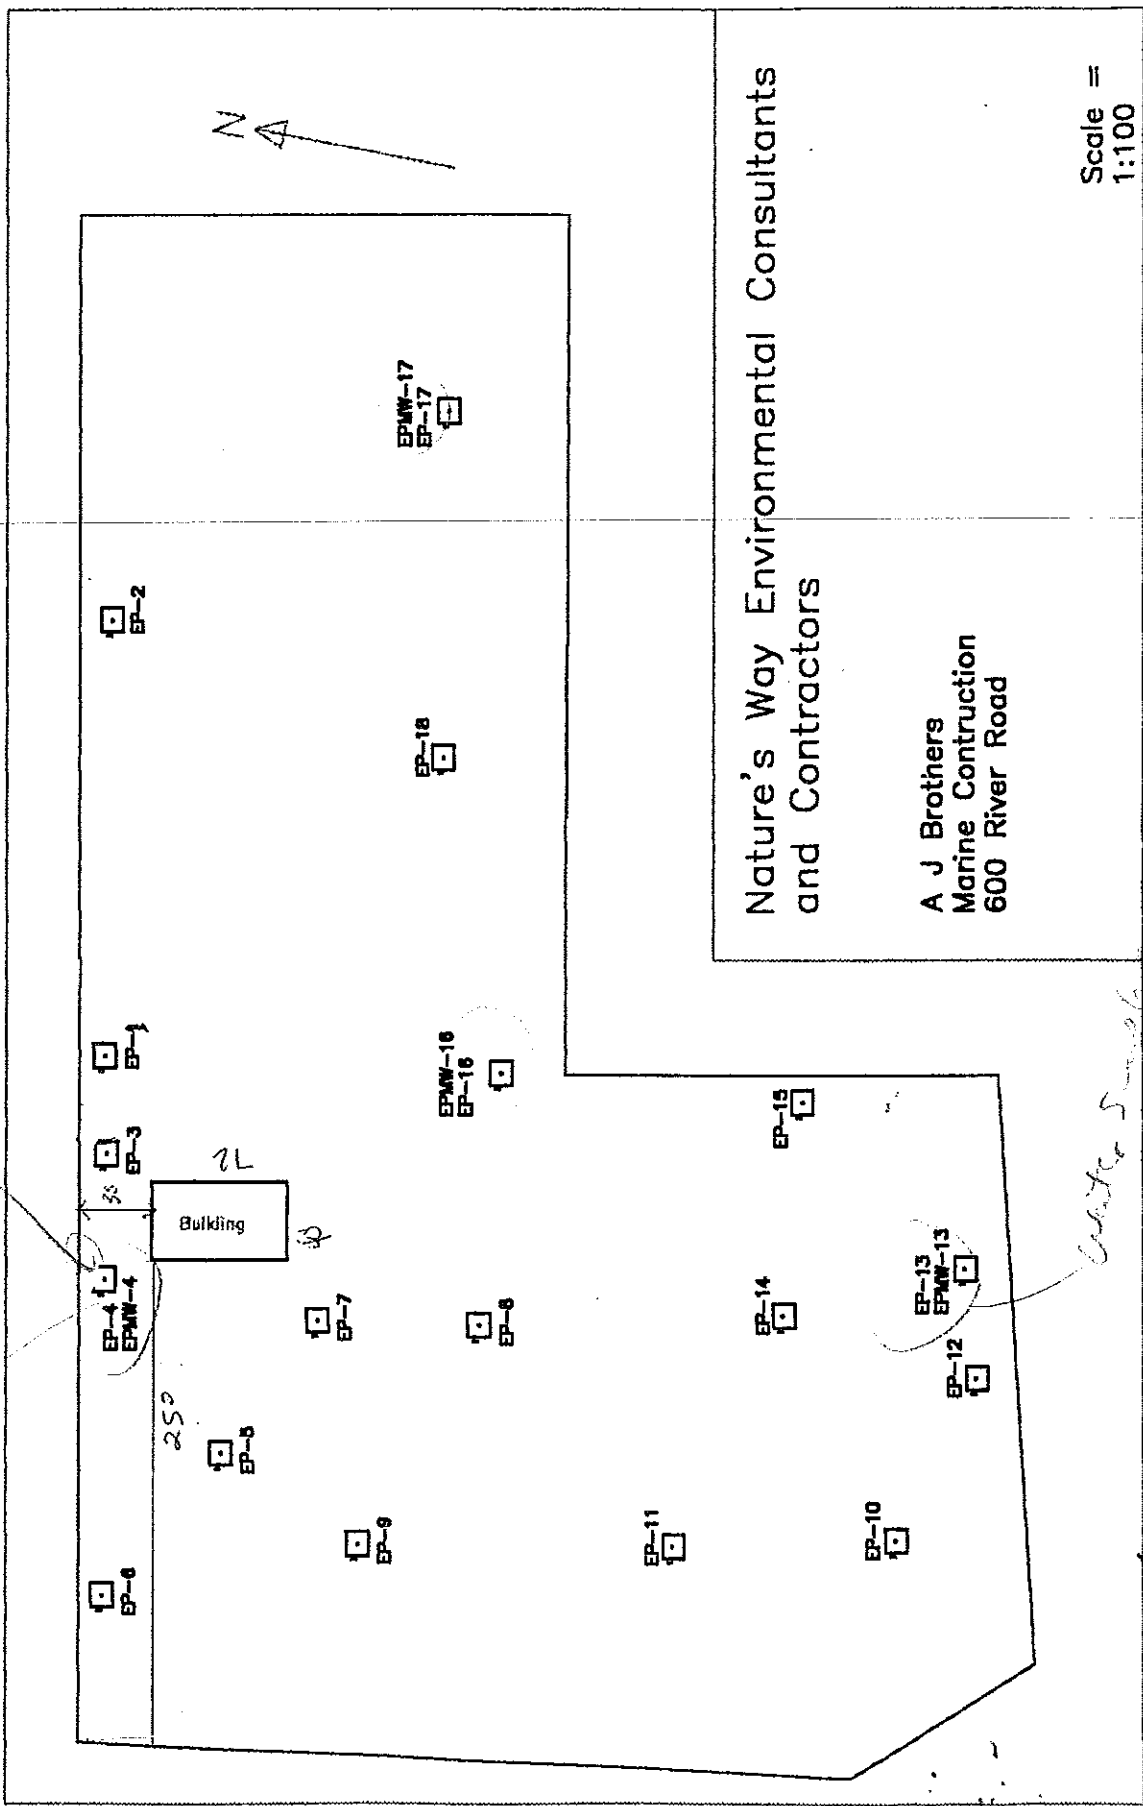 N
EPMW-17
EP-17
EP-2
EP-18
EP-1
EP-3
35
Building
EPMW-16
EP-16
EP-15
EP-4
EPMW-4
250
EP-7
EP-8
EP-14
EP-13
EPMW-13
EP-12
EP-5
EP-9
EP-11
EP-10
EP-6
Nature's Way Environmental Consultants
and Contractors
A J Brothers
Marine Contruction
600 River Road
Scale =
1:100
Water